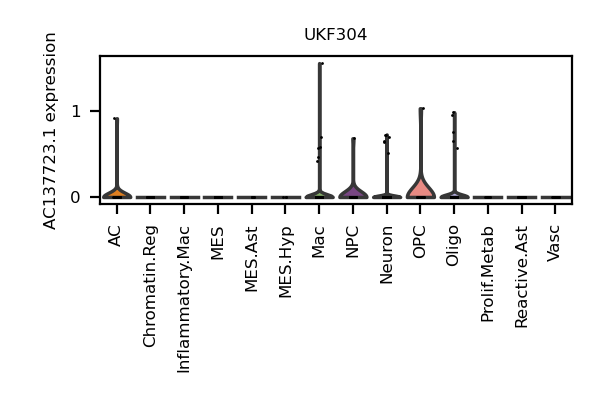 UKF304
AC137723.1 expression
1
0
AC
Chromatin.Reg
Inflammatory.Mac
MES
MES.Ast
MES.Hyp
Mac
NPC
Neuron
OPC
Oligo
Prolif.Metab
Reactive.Ast
Vasc